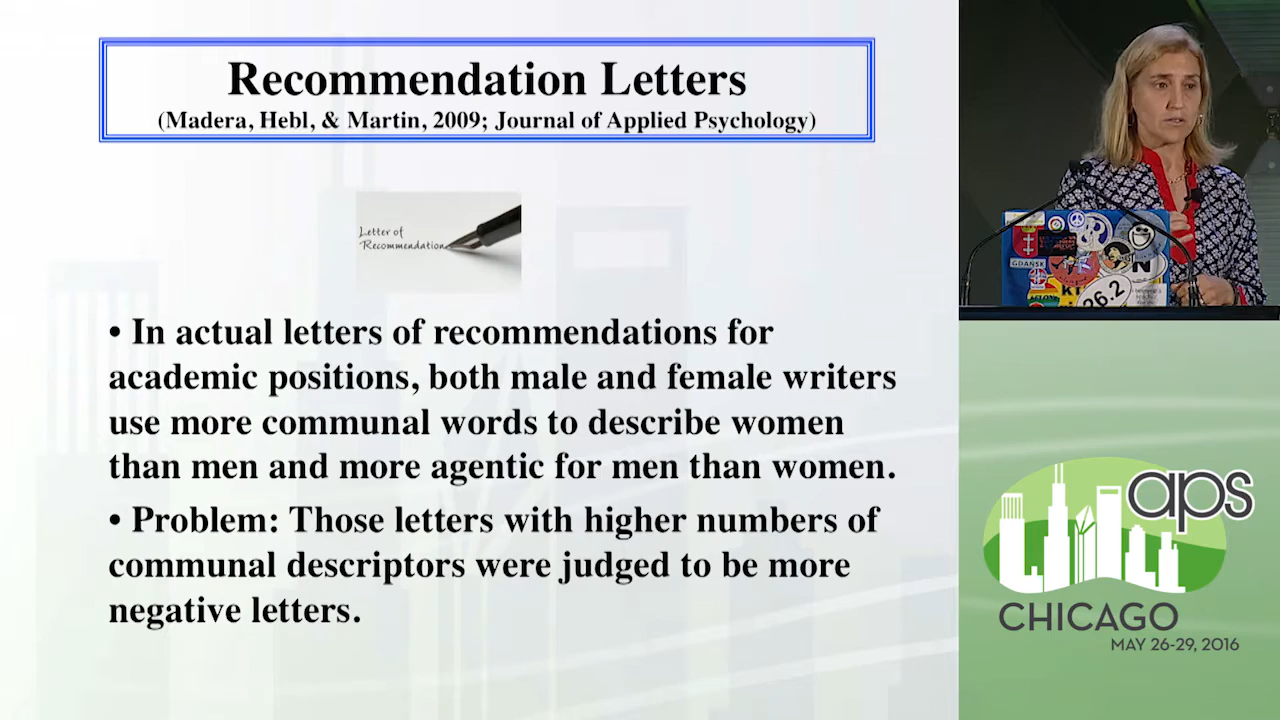 Recommendation Letters
(Madera, Hebl, & Martin, 2009; Journal of Applied Psychology)
Letter of
Recommendation
• In actual letters of recommendations for
academic positions, both male and female writers
use more communal words to describe women
than men and more agentic for men than women.
• Problem: Those letters with higher numbers of
communal descriptors were judged to be more
negative letters.
GDAŃSK
26.2
aps
CHICAGO
MAY 26-29, 2016